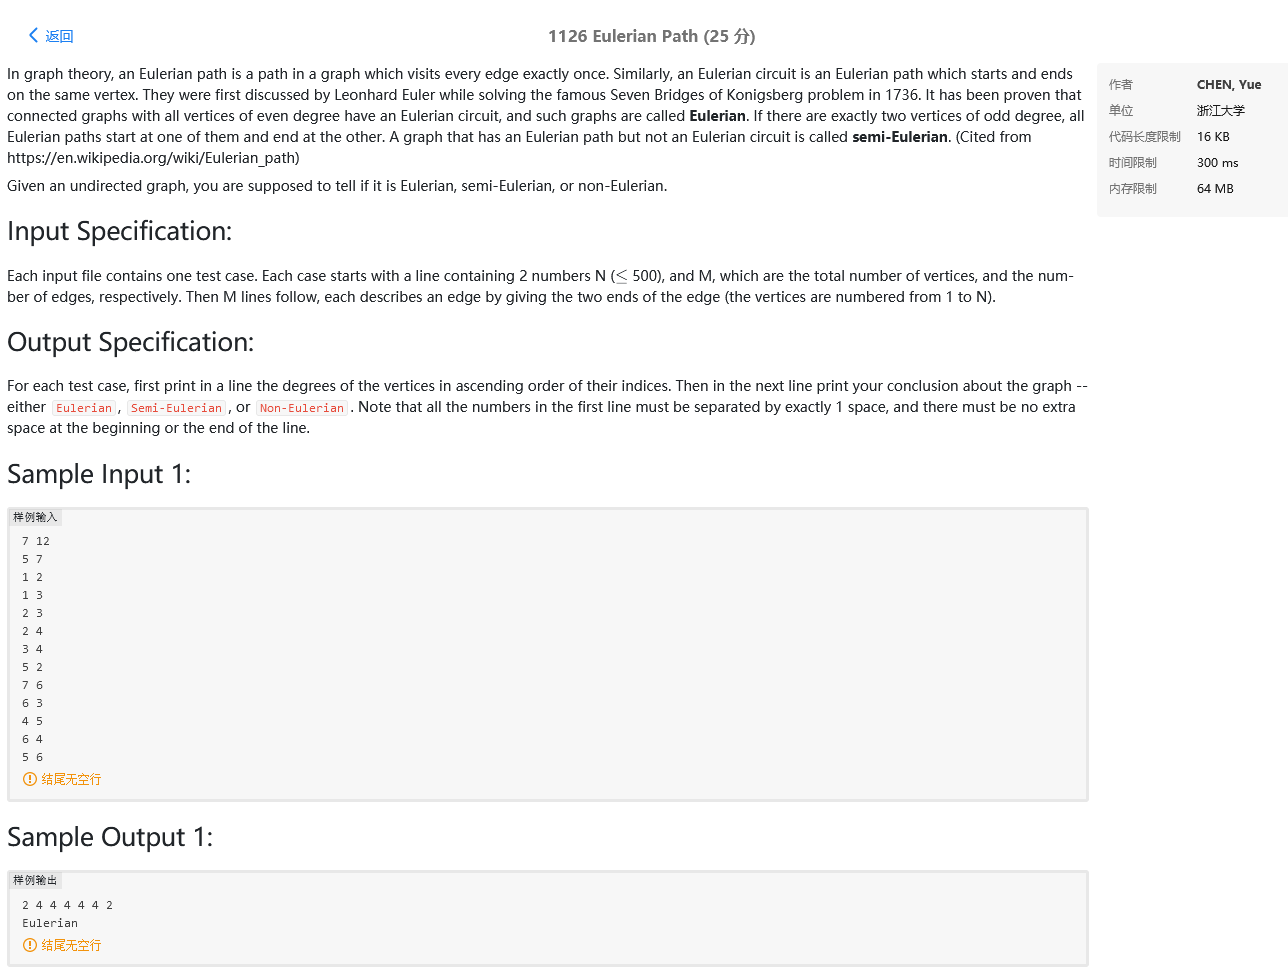 返回
1126 Eulerian Path (25 分)
In graph theory, an Eulerian path is a path in a graph which visits every edge exactly once. Similarly, an Eulerian circuit is an Eulerian path which starts and ends
on the same vertex. They were first discussed by Leonhard Euler while solving the famous Seven Bridges of Konigsberg problem in 1736. It has been proven that
connected graphs with all vertices of even degree have an Eulerian circuit, and such graphs are called Eulerian. If there are exactly two vertices of odd degree, all
Eulerian paths start at one of them and end at the other. A graph that has an Eulerian path but not an Eulerian circuit is called semi-Eulerian. (Cited from
https://en.wikipedia.org/wiki/Eulerian_path)
Given an undirected graph, you are supposed to tell if it is Eulerian, semi-Eulerian, or non-Eulerian.
作者 CHEN, Yue
单位 浙江大学
代码长度限制 16 KB
时间限制 300 ms
内存限制 64 MB
Input Specification:
Each input file contains one test case. Each case starts with a line containing 2 numbers N (≤ 500), and M, which are the total number of vertices, and the num-
ber of edges, respectively. Then M lines follow, each describes an edge by giving the two ends of the edge (the vertices are numbered from 1 to N).
Output Specification:
For each test case, first print in a line the degrees of the vertices in ascending order of their indices. Then in the next line print your conclusion about the graph --
either Eulerian, Semi-Eulerian, or Non-Eulerian. Note that all the numbers in the first line must be separated by exactly 1 space, and there must be no extra
space at the beginning or the end of the line.
Sample Input 1:
样例输入
7 12
5 7
1 2
1 3
2 3
2 4
3 4
5 2
7 6
6 3
4 5
6 4
5 6
结尾无空行
Sample Output 1:
样例输出
2 4 4 4 4 4 2
Eulerian
结尾无空行